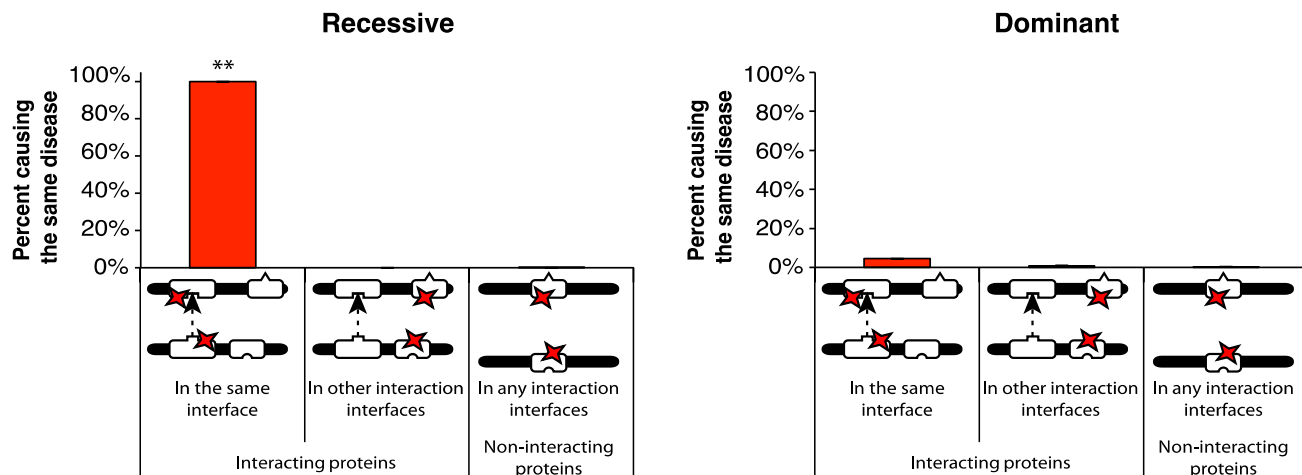 Recessive
Percent causing
the same disease
100%
80%
60%
40%
20%
0%
**
In the same
interface
In other interaction
interfaces
In any interaction
interfaces
Interacting proteins
Non-interacting
proteins
Dominant
Percent causing
the same disease
100%
80%
60%
40%
20%
0%
In the same
interface
In other interaction
interfaces
In any interaction
interfaces
Interacting proteins
Non-interacting
proteins